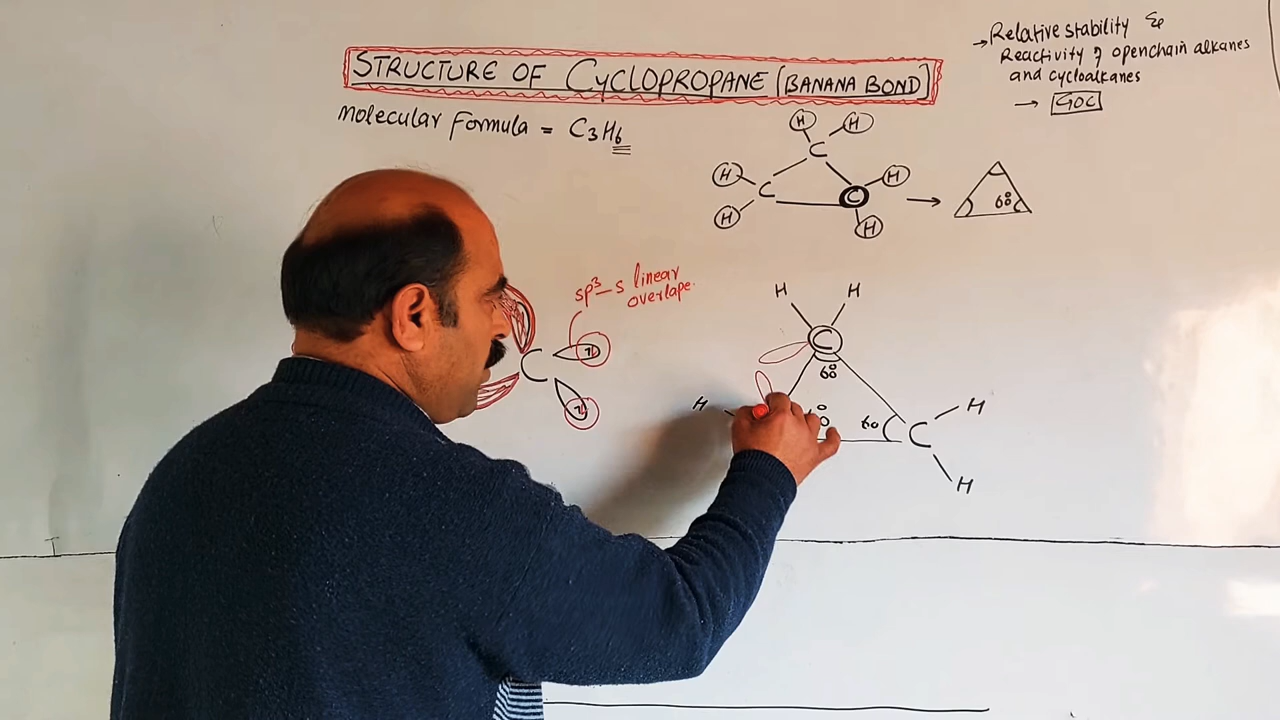 → Relative stability &
Reactivity of openchain alkanes
and cycloalkanes
→ GOC
STRUCTURE OF CYCLOPROPANE (BANANA BOND)
Molecular Formula = C3H6
H H
C
H C C H
H H
60°
sp³-s linear
overlape.
C
H H
C
60°
H 60 C H
H